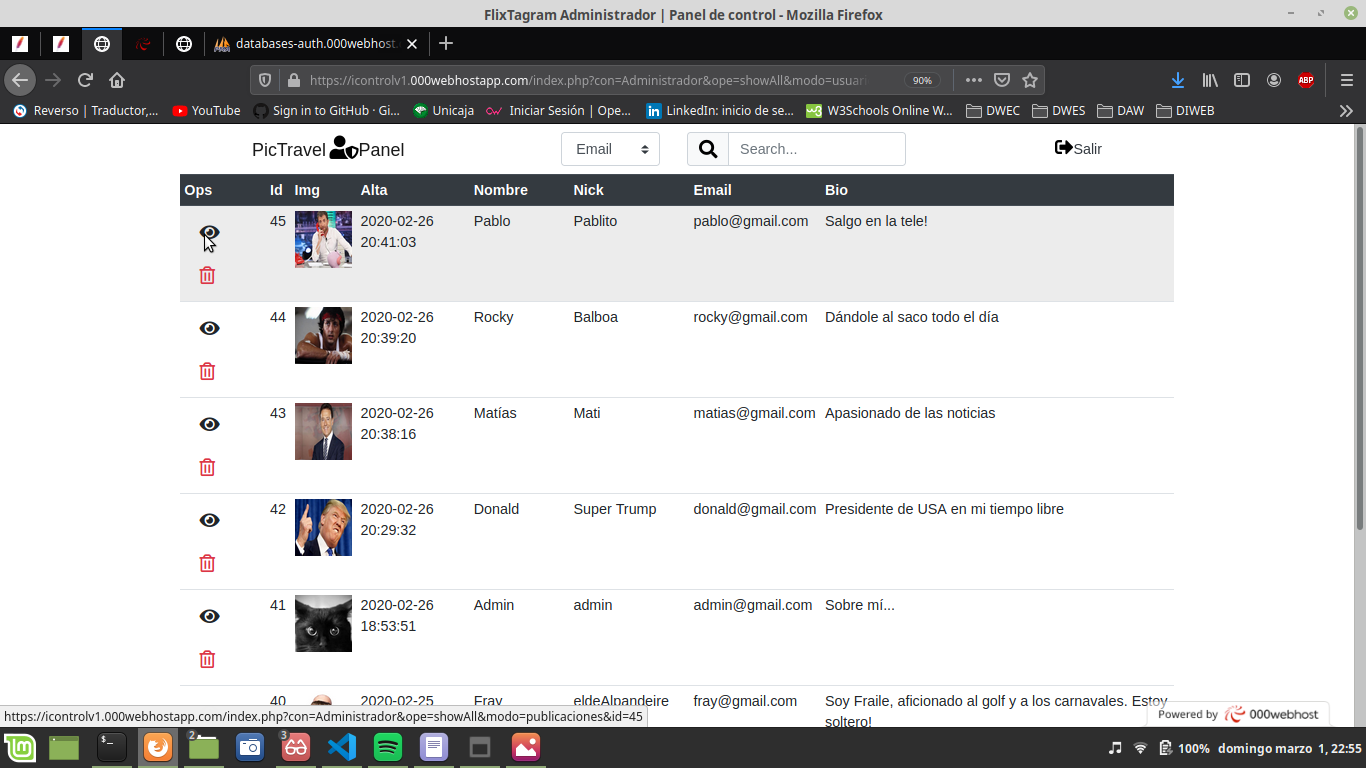 FlixTagram Administrador | Panel de control - Mozilla Firefox
databases-auth.000webhost.
https://icontrolv1.000webhostapp.com/index.php?con=Administrador&ope=showAll&modo=usuar
90%
ABP
Reverso | Traductor,...
YouTube
Sign in to GitHub · Gi...
Unicaja
Iniciar Sesión | Ope...
LinkedIn: inicio de se...
W3Schools Online W...
DWEC
DWES
DAW
DIWEB
PicTravel Panel
Email
Search...
Salir
Ops Id Img Alta Nombre Nick Email Bio
45 2020-02-26 Pablo Pablito pablo@gmail.com Salgo en la tele!
20:41:03
44 2020-02-26 Rocky Balboa rocky@gmail.com Dándole al saco todo el día
20:39:20
43 2020-02-26 Matías Mati matias@gmail.com Apasionado de las noticias
20:38:16
42 2020-02-26 Donald Super Trump donald@gmail.com Presidente de USA en mi tiempo libre
20:29:32
41 2020-02-26 Admin admin admin@gmail.com Sobre mí...
18:53:51
40 2020-02-25 Fray eldeAlpandeire fray@gmail.com Soy Fraile, aficionado al golf y a los carnavales. Estoy
soltero!
https://icontrolv1.000webhostapp.com/index.php?con=Administrador&ope=showAll&modo=publicaciones&id=45
Powered by 000webhost
2
3
100% domingo marzo 1, 22:55